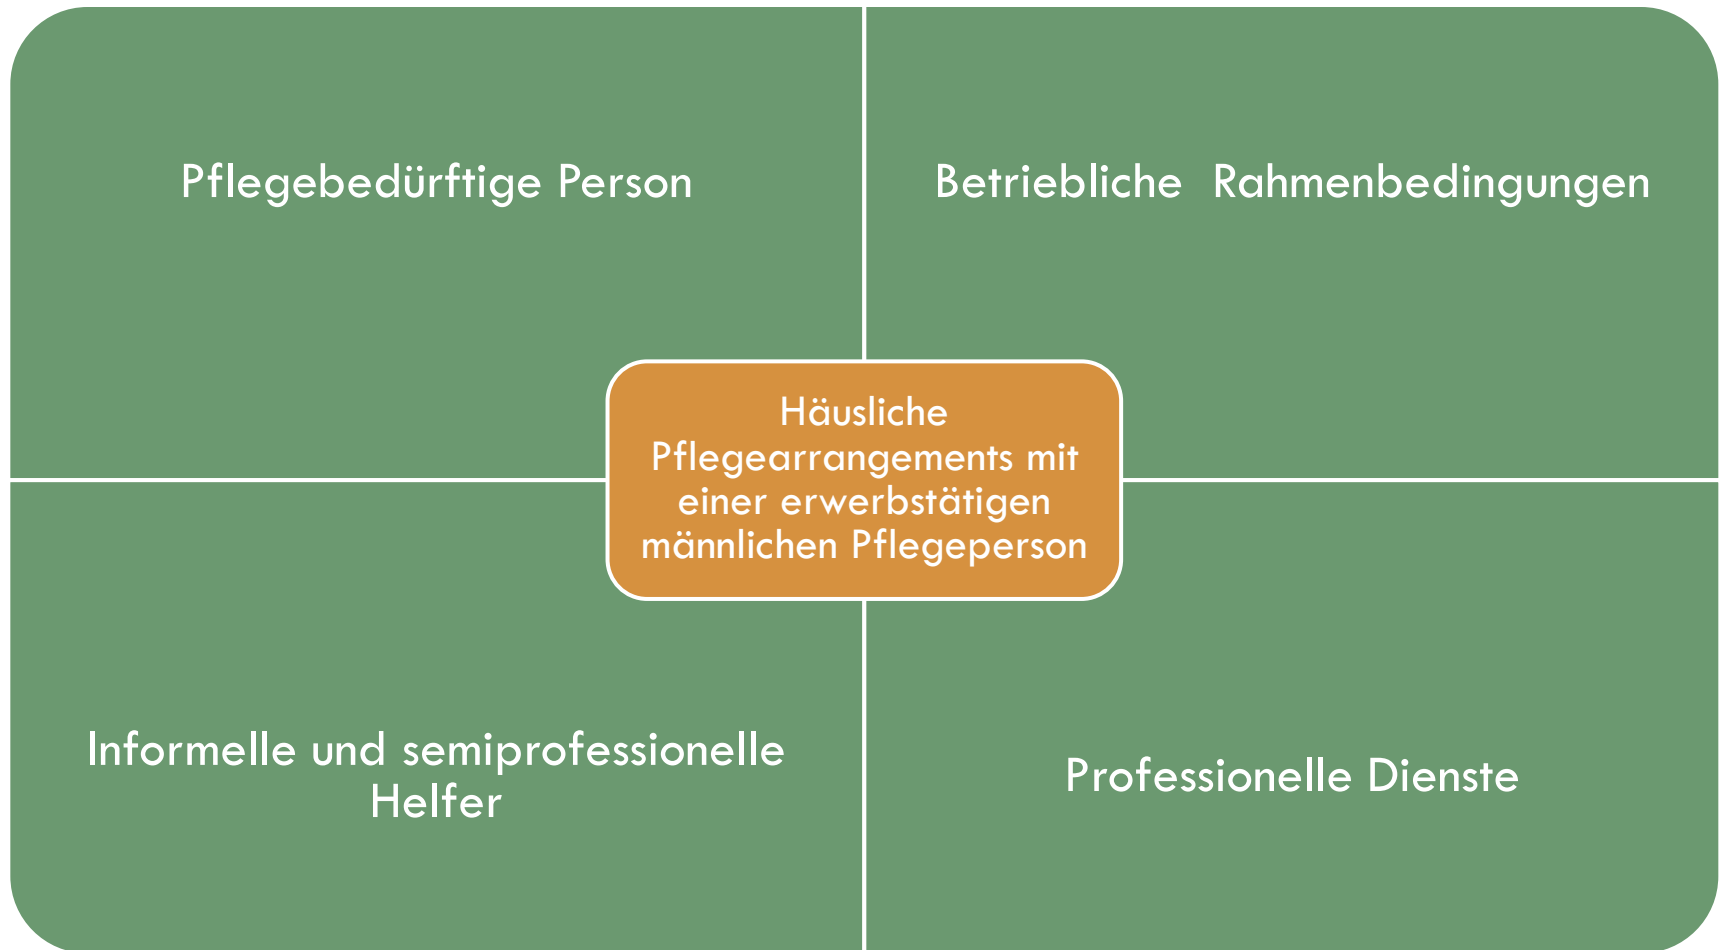 Pflegebedürftige Person
Betriebliche Rahmenbedingungen
Häusliche
Pflegearrangements mit
einer erwerbstätigen
männlichen Pflegeperson
Informelle und semiprofessionelle
Helfer
Professionelle Dienste